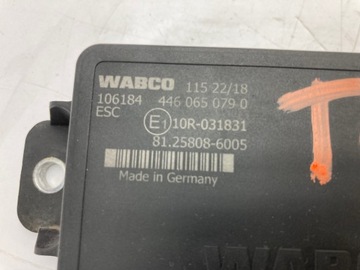 WABCO 115 22/18
106184 446 065 079 0
ESC
E1 10R-031831
81.25808-6005
Made in Germany
T
WABC